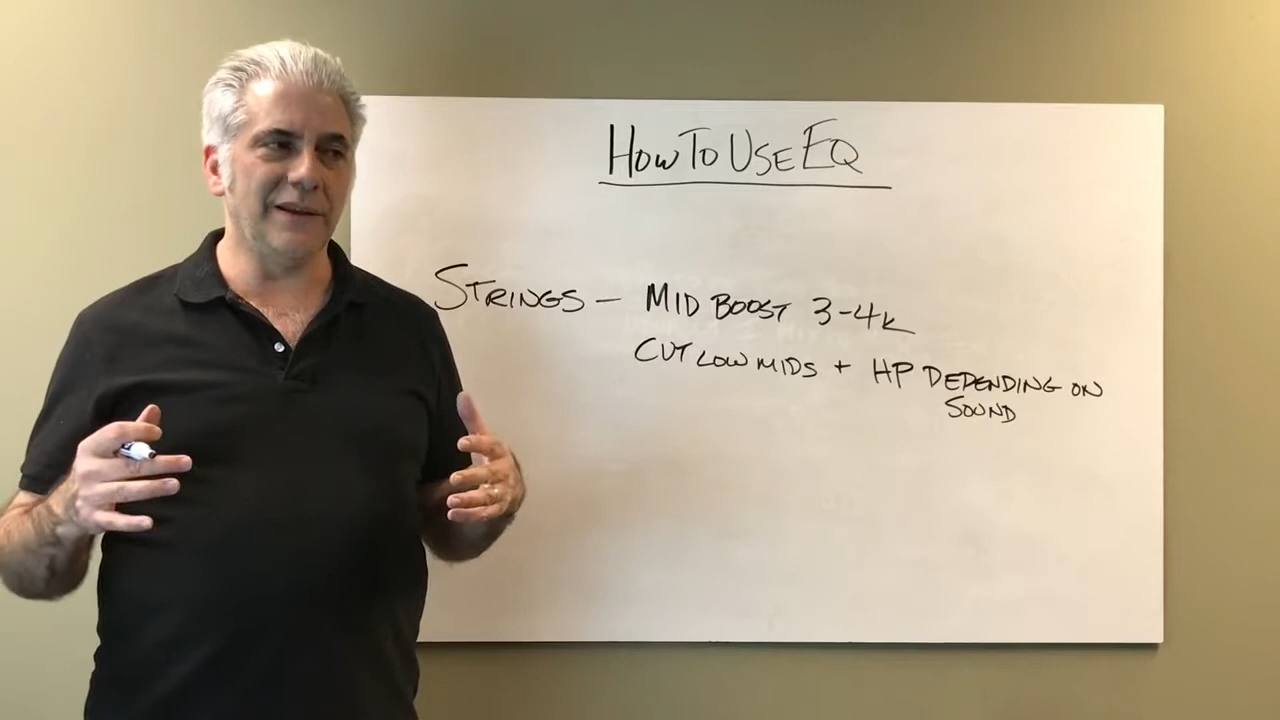 How To Use EQ
Strings – Mid Boost 3-4k
Cut low mids + HP Depending on
Sound